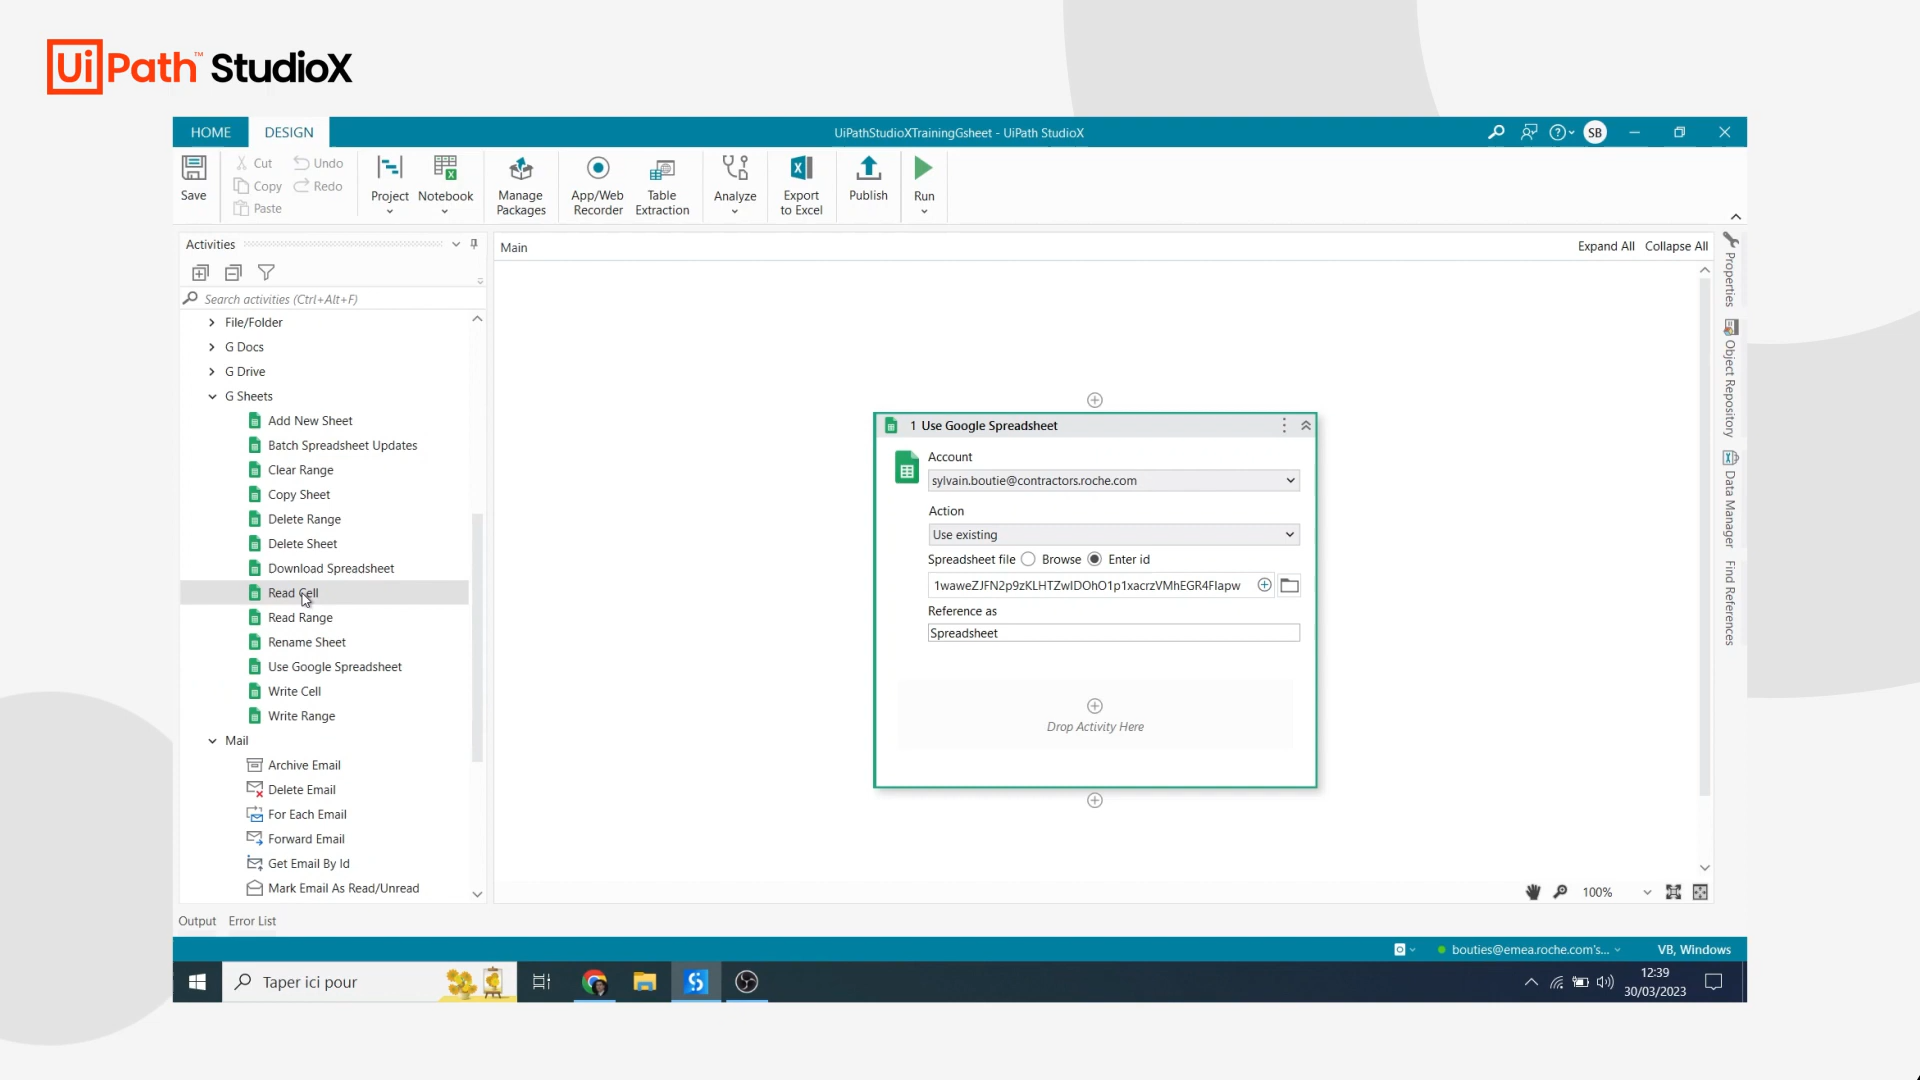 UiPath™ StudioX
HOME DESIGN UiPathStudioXTrainingGsheet - UiPath StudioX SB
Save Cut Undo Copy Redo Paste
Project Notebook Manage Packages App/Web Recorder Table Extraction Analyze Export to Excel Publish Run
Activities
Search activities (Ctrl+Alt+F)
File/Folder
G Docs
G Drive
G Sheets
Add New Sheet
Batch Spreadsheet Updates
Clear Range
Copy Sheet
Delete Range
Delete Sheet
Download Spreadsheet
Read Cell
Read Range
Rename Sheet
Use Google Spreadsheet
Write Cell
Write Range
Mail
Archive Email
Delete Email
For Each Email
Forward Email
Get Email By Id
Mark Email As Read/Unread
Output Error List
Main Expand All Collapse All
1 Use Google Spreadsheet
Account
sylvain.boutie@contractors.roche.com
Action
Use existing
Spreadsheet file Browse Enter id
1waweZJFN2p9zKLHTZwIDOhO1p1xacrzVMhEGR4FIapw
Reference as
Spreadsheet
Drop Activity Here
100%
Properties
Object Repository
Data Manager
Find References
bouties@emea.roche.com's... VB, Windows
Taper ici pour
12:39
30/03/2023